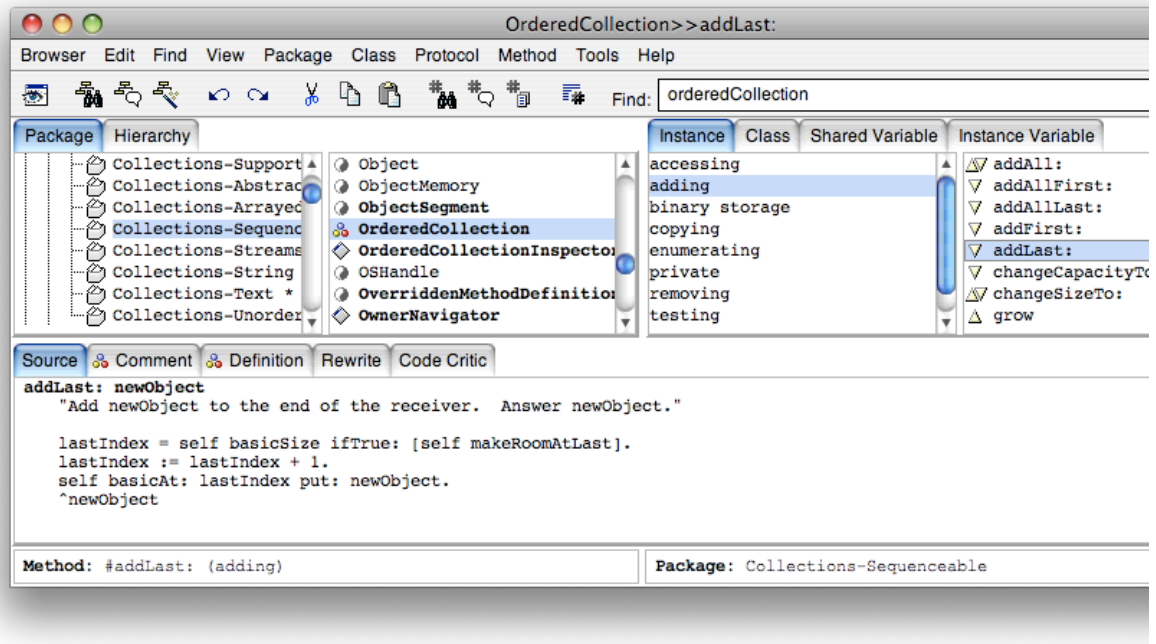 OrderedCollection>>addLast:
Browser Edit Find View Package Class Protocol Method Tools Help
Find: orderedCollection
Package Hierarchy
Collections-Support
Collections-Abstrac
Collections-Arrayed
Collections-Sequenc
Collections-Streams
Collections-String
Collections-Text *
Collections-Unorder
Object
ObjectMemory
ObjectSegment
OrderedCollection
OrderedCollectionInspector
OSHandle
OverriddenMethodDefinition
OwnerNavigator
Instance Class Shared Variable Instance Variable
accessing
adding
binary storage
copying
enumerating
private
removing
testing
addAll:
addAllFirst:
addAllLast:
addFirst:
addLast:
changeCapacityTo
changeSizeTo:
grow
Source Comment Definition Rewrite Code Critic
addLast: newObject
"Add newObject to the end of the receiver.  Answer newObject."
lastIndex = self basicSize ifTrue: [self makeRoomAtLast].
lastIndex := lastIndex + 1.
self basicAt: lastIndex put: newObject.
^newObject
Method: #addLast: (adding)
Package: Collections-Sequenceable